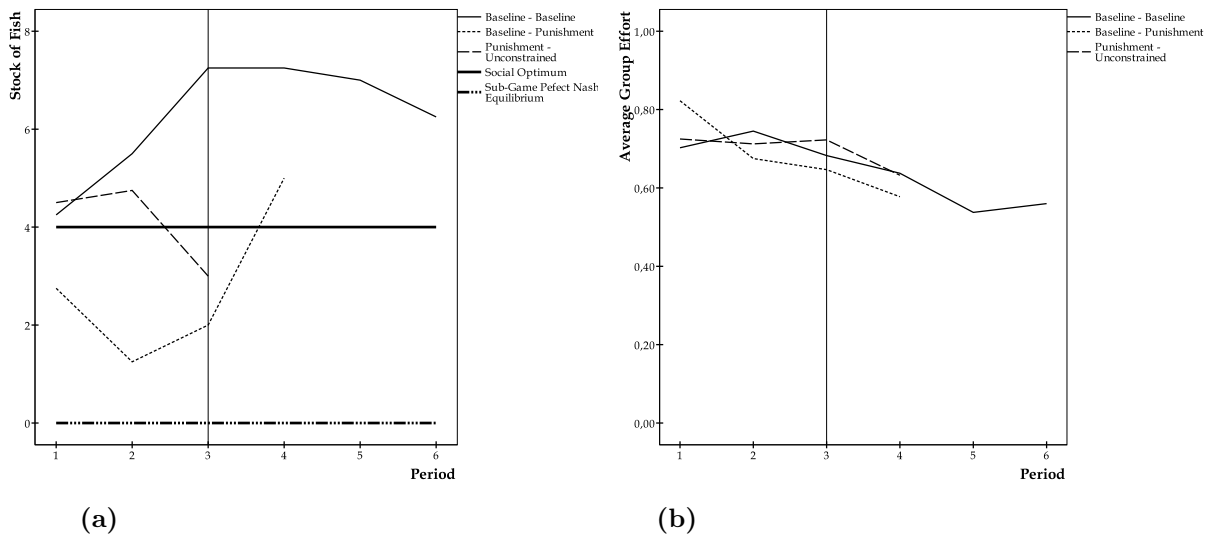 Stock of Fish
8
6
4
2
0
1 2 3 4 5 6
Period
Baseline - Baseline
Baseline - Punishment
Punishment -
Unconstrained
Social Optimum
Sub-Game Pefect Nash
Equilibrium
(a)
Average Group Effort
1,00
0,80
0,60
0,40
0,20
0,00
1 2 3 4 5 6
Period
Baseline - Baseline
Baseline - Punishment
Punishment -
Unconstrained
(b)